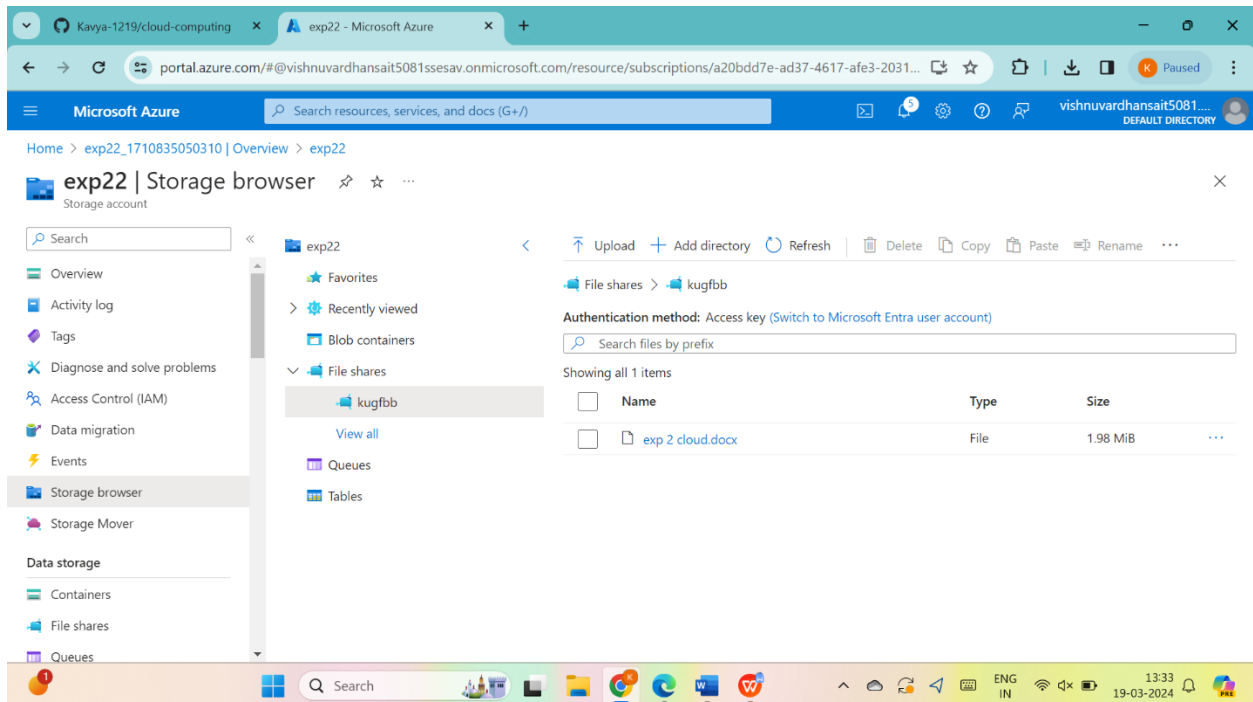 Kavya-1219/cloud-computing
exp22 - Microsoft Azure
portal.azure.com/#@vishnuvardhansait5081ssesav.onmicrosoft.com/resource/subscriptions/a20bdd7e-ad37-4617-afe3-2031...
K Paused
Microsoft Azure
Search resources, services, and docs (G+/)
5
vishnuvardhansait5081....
DEFAULT DIRECTORY
Home > exp22_1710835050310 | Overview > exp22
exp22 | Storage browser ...
Storage account
Search
Overview
Activity log
Tags
Diagnose and solve problems
Access Control (IAM)
Data migration
Events
Storage browser
Storage Mover
Data storage
Containers
File shares
Queues
exp22
Favorites
Recently viewed
Blob containers
File shares
kugfbb
View all
Queues
Tables
Upload Add directory Refresh Delete Copy Paste Rename ...
File shares > kugfbb
Authentication method: Access key (Switch to Microsoft Entra user account)
Search files by prefix
Showing all 1 items
Name Type Size
exp 2 cloud.docx File 1.98 MiB ...
1
Search
ENG
IN
13:33
19-03-2024
PRE